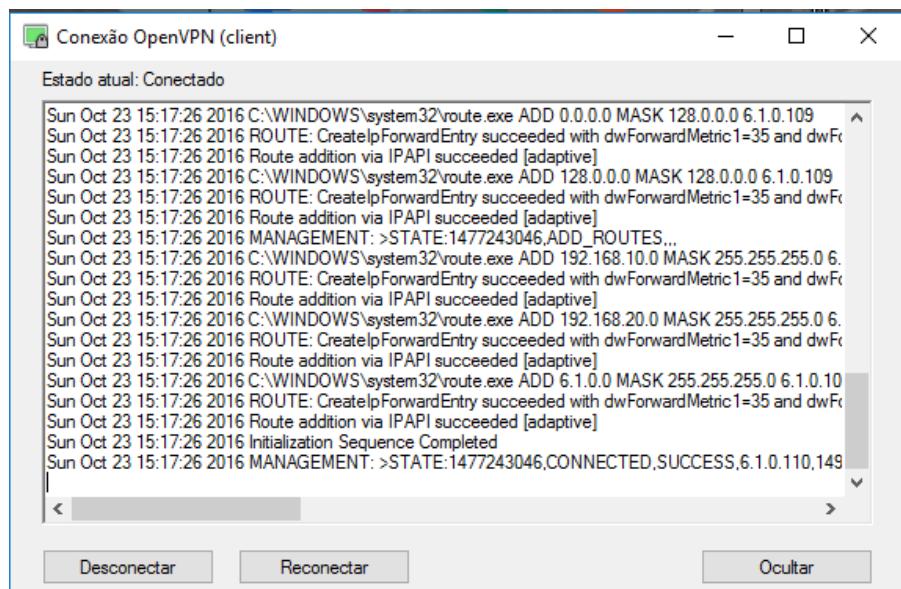 Conexão OpenVPN (client)
Estado atual: Conectado
Sun Oct 23 15:17:26 2016 C:\WINDOWS\system32\route.exe ADD 0.0.0.0 MASK 128.0.0.0 6.1.0.109
Sun Oct 23 15:17:26 2016 ROUTE: CreateIpForwardEntry succeeded with dwForwardMetric1=35 and dwFo
Sun Oct 23 15:17:26 2016 Route addition via IPAPI succeeded [adaptive]
Sun Oct 23 15:17:26 2016 C:\WINDOWS\system32\route.exe ADD 128.0.0.0 MASK 128.0.0.0 6.1.0.109
Sun Oct 23 15:17:26 2016 ROUTE: CreateIpForwardEntry succeeded with dwForwardMetric1=35 and dwFo
Sun Oct 23 15:17:26 2016 Route addition via IPAPI succeeded [adaptive]
Sun Oct 23 15:17:26 2016 MANAGEMENT: >STATE:1477243046,ADD_ROUTES,,,
Sun Oct 23 15:17:26 2016 C:\WINDOWS\system32\route.exe ADD 192.168.10.0 MASK 255.255.255.0 6.
Sun Oct 23 15:17:26 2016 ROUTE: CreateIpForwardEntry succeeded with dwForwardMetric1=35 and dwFo
Sun Oct 23 15:17:26 2016 Route addition via IPAPI succeeded [adaptive]
Sun Oct 23 15:17:26 2016 C:\WINDOWS\system32\route.exe ADD 192.168.20.0 MASK 255.255.255.0 6.
Sun Oct 23 15:17:26 2016 ROUTE: CreateIpForwardEntry succeeded with dwForwardMetric1=35 and dwFo
Sun Oct 23 15:17:26 2016 Route addition via IPAPI succeeded [adaptive]
Sun Oct 23 15:17:26 2016 C:\WINDOWS\system32\route.exe ADD 6.1.0.0 MASK 255.255.255.0 6.1.0.10
Sun Oct 23 15:17:26 2016 ROUTE: CreateIpForwardEntry succeeded with dwForwardMetric1=35 and dwFo
Sun Oct 23 15:17:26 2016 Route addition via IPAPI succeeded [adaptive]
Sun Oct 23 15:17:26 2016 Initialization Sequence Completed
Sun Oct 23 15:17:26 2016 MANAGEMENT: >STATE:1477243046,CONNECTED,SUCCESS,6.1.0.110,149
Desconectar Reconectar Ocultar